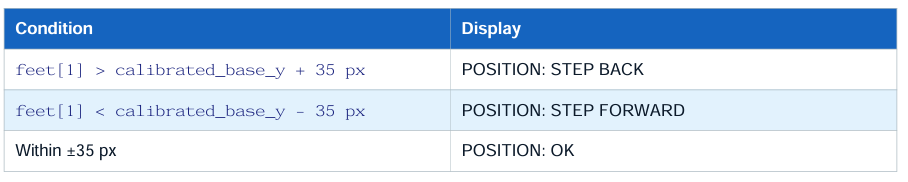 Condition Display
feet[1] > calibrated_base_y + 35 px POSITION: STEP BACK
feet[1] < calibrated_base_y - 35 px POSITION: STEP FORWARD
Within ±35 px POSITION: OK